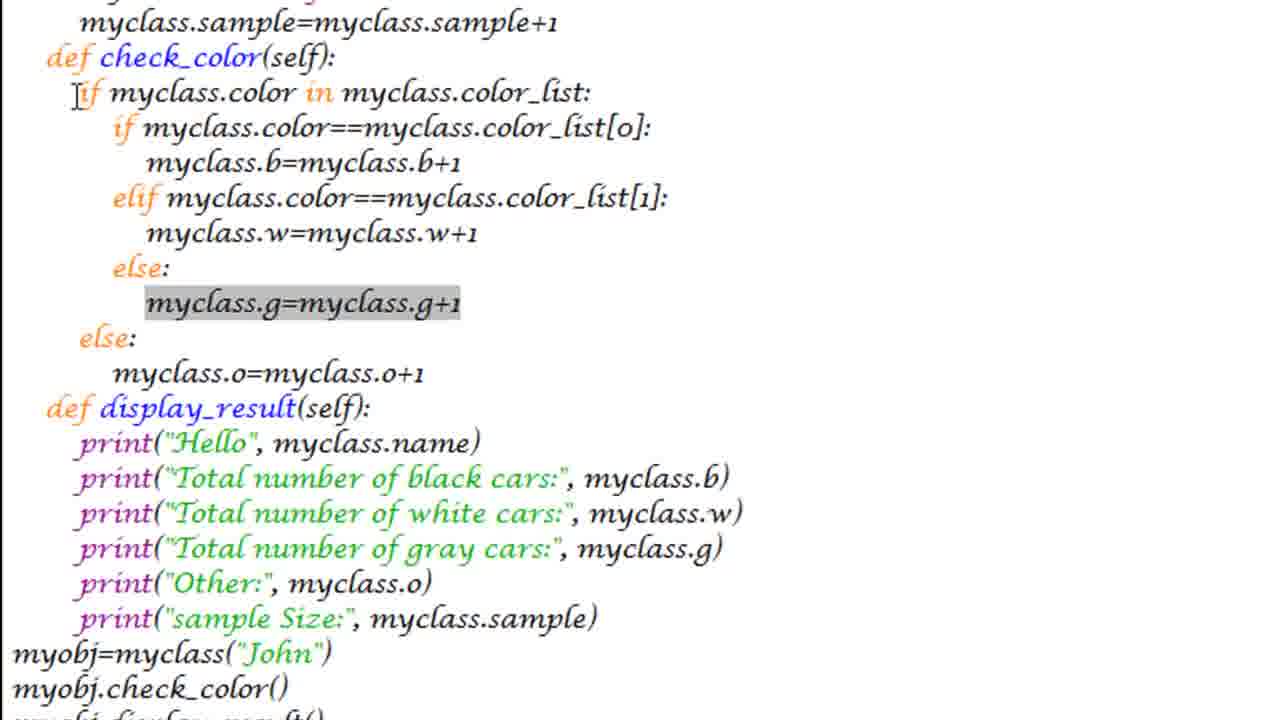 myclass.sample=myclass.sample+1
def check_color(self):
if myclass.color in myclass.color_list:
if myclass.color==myclass.color_list[0]:
myclass.b=myclass.b+1
elif myclass.color==myclass.color_list[1]:
myclass.w=myclass.w+1
else:
myclass.g=myclass.g+1
else:
myclass.o=myclass.o+1
def display_result(self):
print("Hello", myclass.name)
print("Total number of black cars:", myclass.b)
print("Total number of white cars:", myclass.w)
print("Total number of gray cars:", myclass.g)
print("Other:", myclass.o)
print("sample Size:", myclass.sample)
myobj=myclass("John")
myobj.check_color()
myobj.display_result()